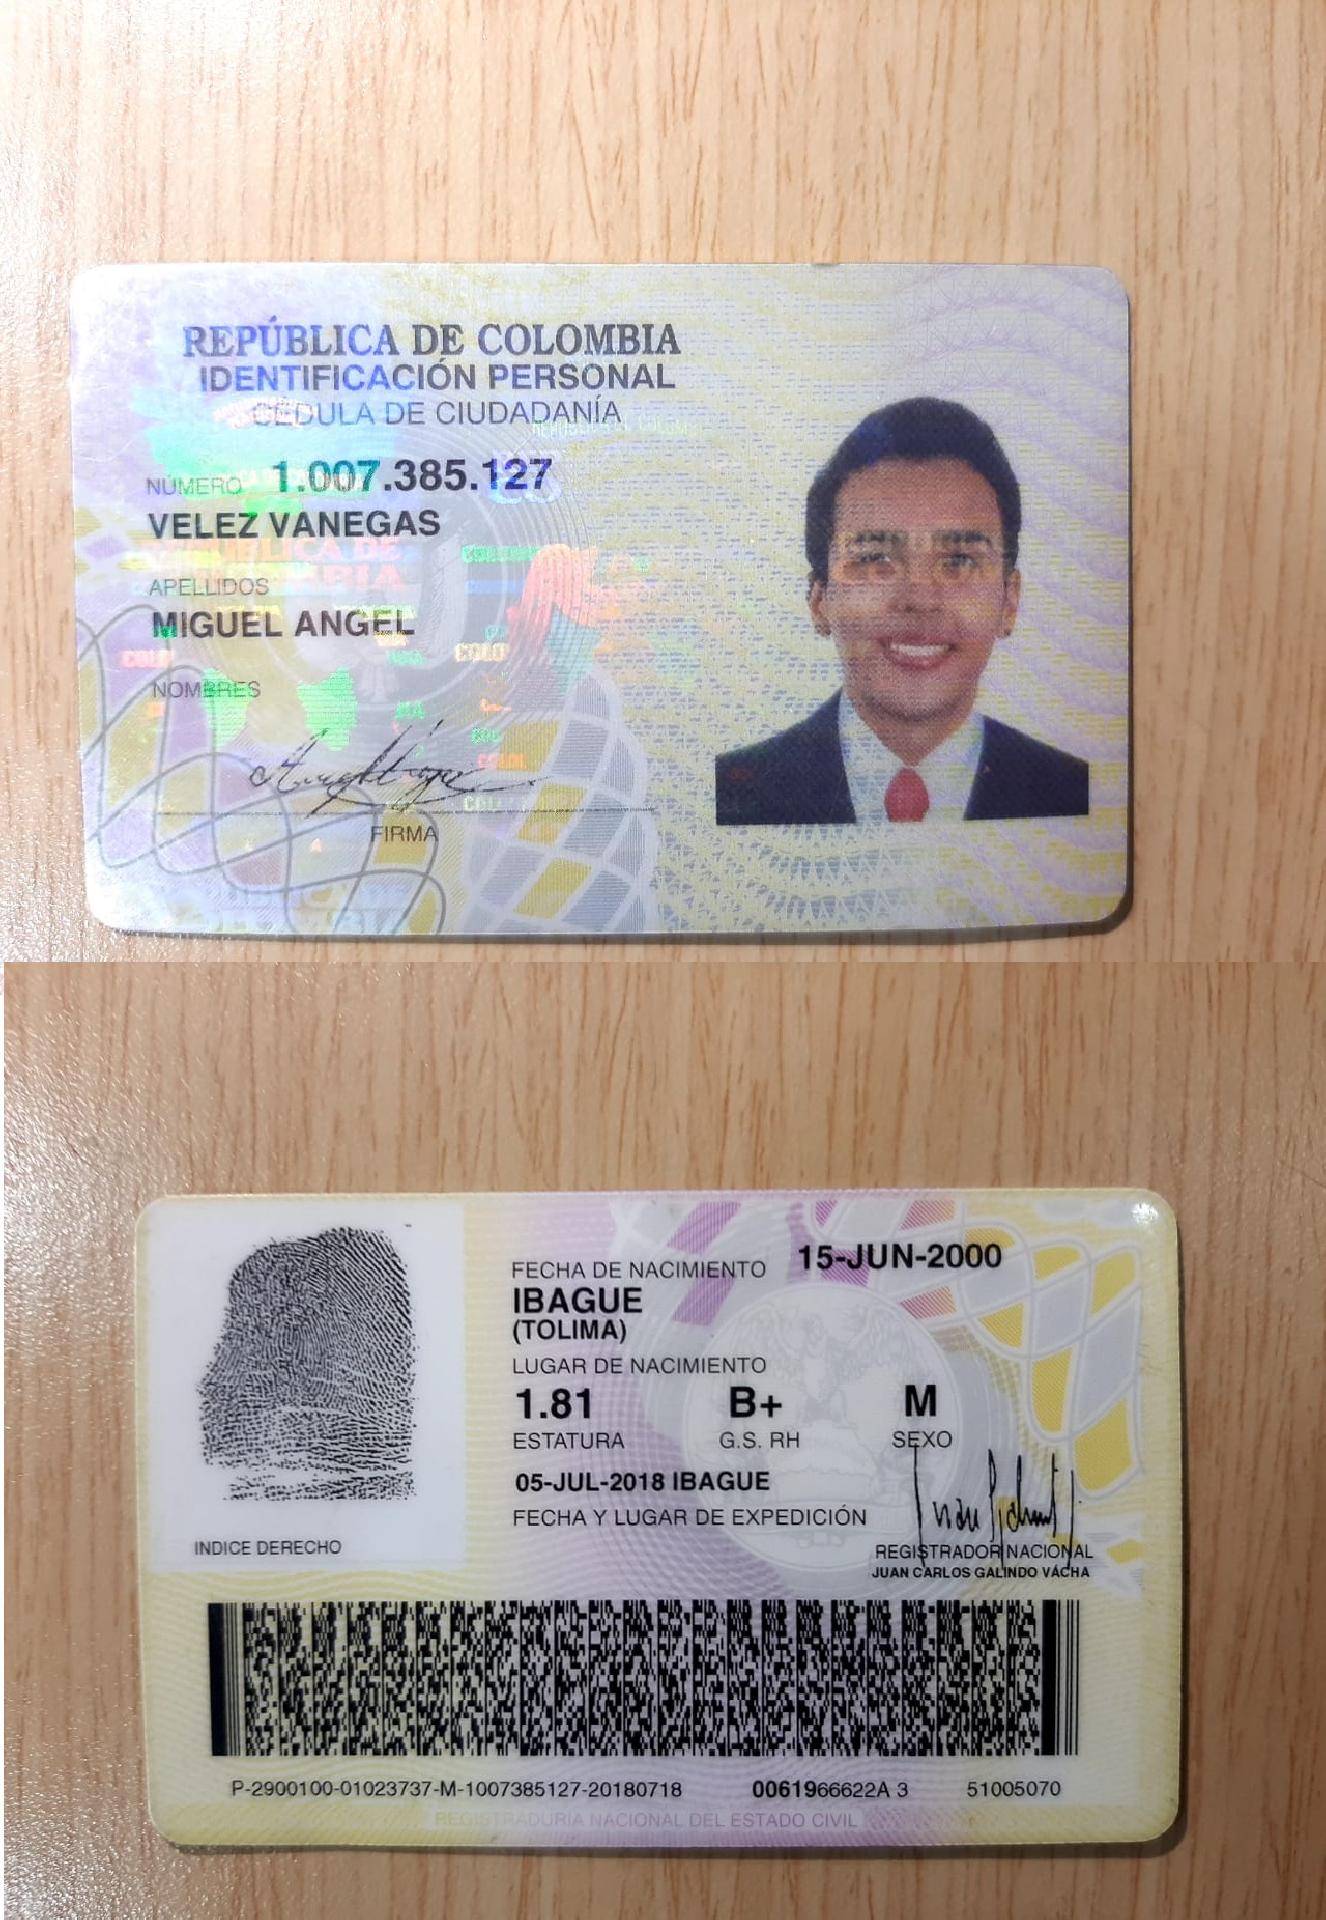 REPÚBLICA DE COLOMBIA
IDENTIFICACIÓN PERSONAL
CÉDULA DE CIUDADANÍA
NÚMERO 1.007.385.127
VELEZ VANEGAS
APELLIDOS
MIGUEL ANGEL
NOMBRES
FIRMA
FECHA DE NACIMIENTO 15-JUN-2000
IBAGUE
(TOLIMA)
LUGAR DE NACIMIENTO
1.81 B+ M
ESTATURA G.S. RH SEXO
05-JUL-2018 IBAGUE
FECHA Y LUGAR DE EXPEDICIÓN
INDICE DERECHO
REGISTRADOR NACIONAL
JUAN CARLOS GALINDO VÁCHA
P-2900100-01023737-M-1007385127-20180718 0061966622A 3 51005070
REGISTRADURIA NACIONAL DEL ESTADO CIVIL